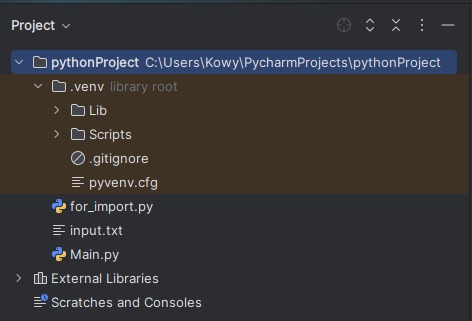 Project
pythonProject C:\Users\Kowy\PycharmProjects\pythonProject
.venv library root
Lib
Scripts
.gitignore
pyvenv.cfg
for_import.py
input.txt
Main.py
External Libraries
Scratches and Consoles